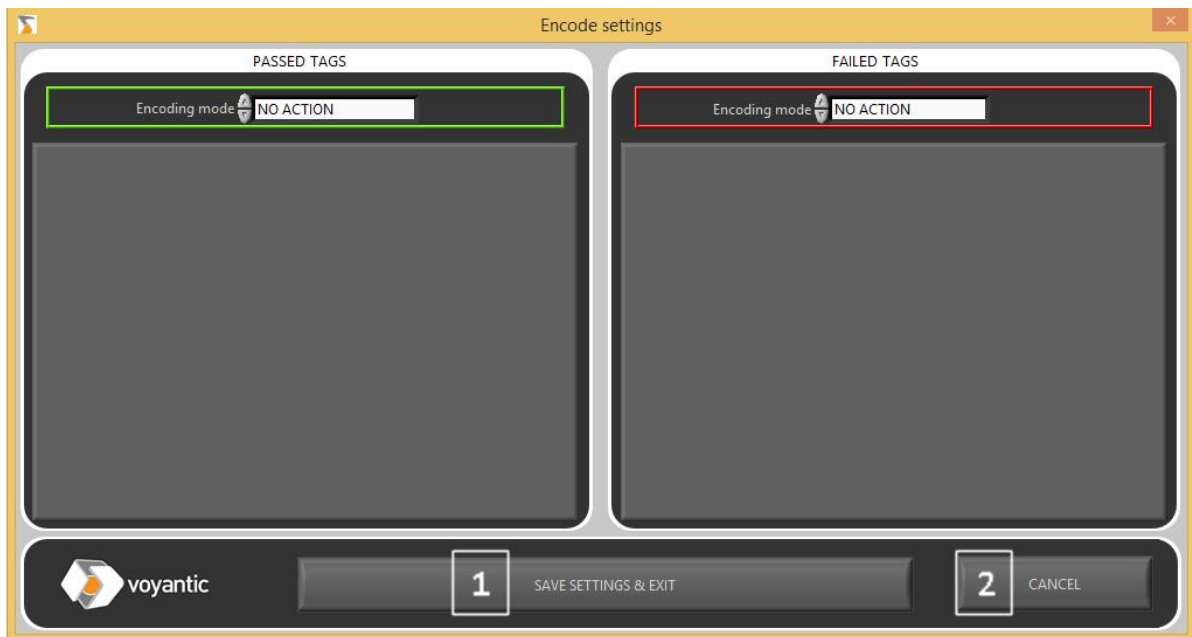 Encode settings
PASSED TAGS
Encoding mode NO ACTION
FAILED TAGS
Encoding mode NO ACTION
voyantic
1 SAVE SETTINGS & EXIT
2 CANCEL